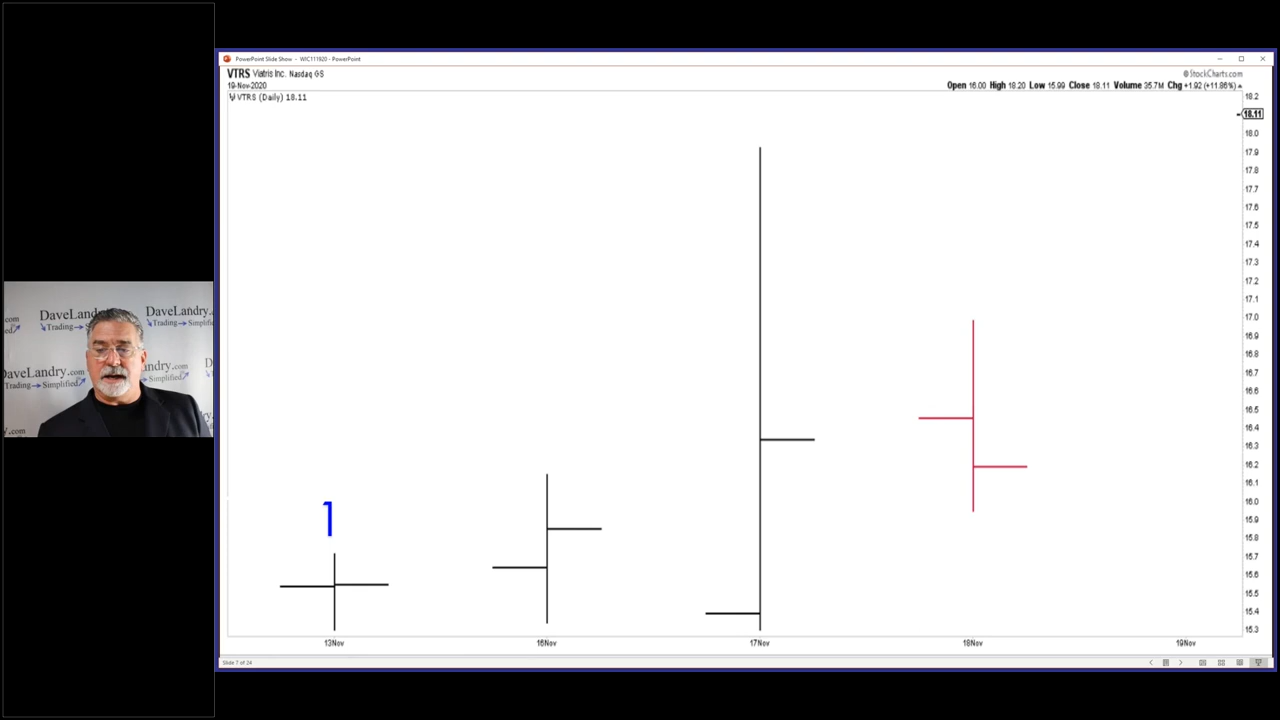 PowerPoint Slide Show - WIC111920 - PowerPoint
VTRS Viatris Inc. Nasdaq GS
© StockCharts.com
19-Nov-2020
Open 16.00 High 18.20 Low 15.99 Close 18.11 Volume 35.7M Chg +1.92 (+11.86%)
VTRS (Daily) 18.11
18.2
18.11
18.0
17.9
17.8
17.7
17.6
17.5
17.4
17.3
17.2
17.1
17.0
16.9
16.8
16.7
16.6
16.5
16.4
16.3
16.2
16.1
16.0
15.9
15.8
15.7
15.6
15.5
15.4
15.3
1
13Nov 16Nov 17Nov 18Nov 19Nov
Slide 7 of 24
.com DaveLandry DaveLandry.c
Trading Simplified
DaveLandry.com Landry.com D
Trading Simplified Trading Simplified